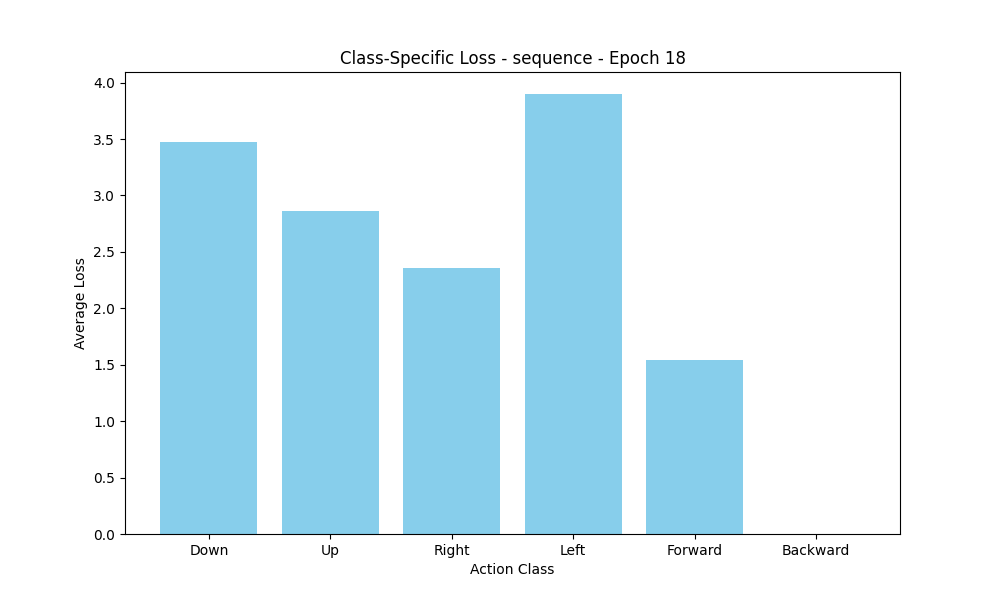 Class-Specific Loss - sequence - Epoch 18
4.0
3.5
3.0
2.5
2.0
1.5
1.0
0.5
0.0
Average Loss
Down Up Right Left Forward Backward
Action Class